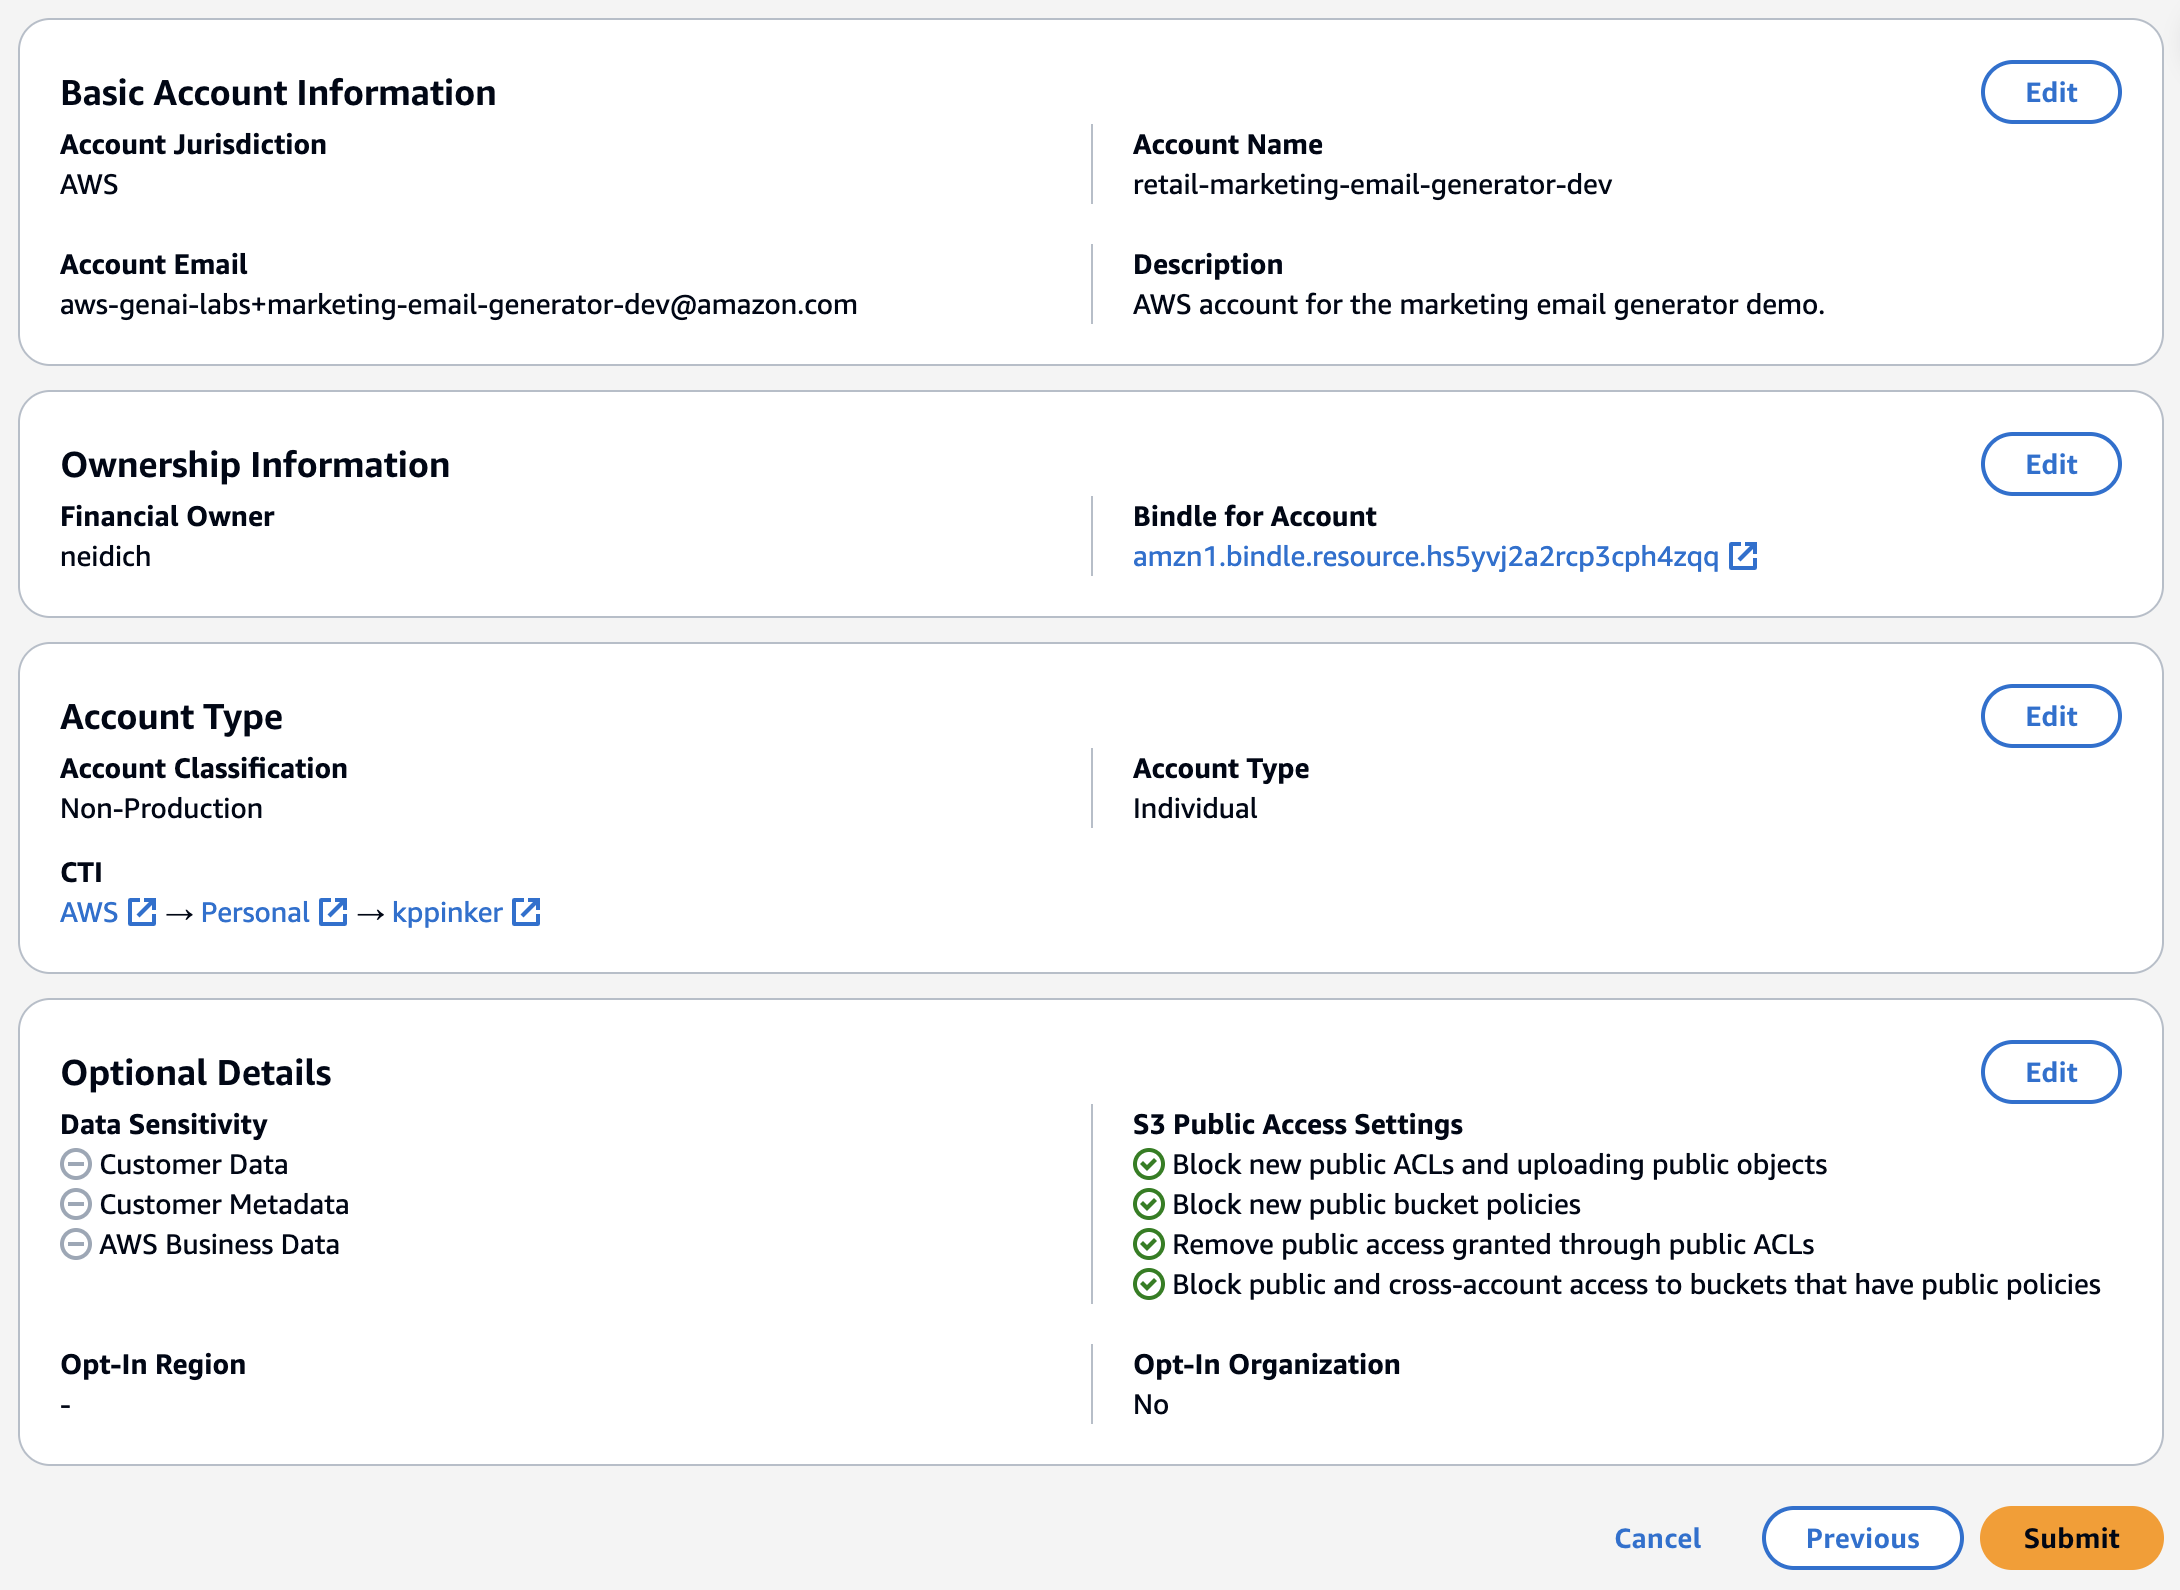 Basic Account Information
Edit
Account Jurisdiction
AWS
Account Name
retail-marketing-email-generator-dev
Account Email
aws-genai-labs+marketing-email-generator-dev@amazon.com
Description
AWS account for the marketing email generator demo.
Ownership Information
Edit
Financial Owner
neidich
Bindle for Account
amzn1.bindle.resource.hs5yvj2a2rcp3cph4zqq
Account Type
Edit
Account Classification
Non-Production
Account Type
Individual
CTI
AWS → Personal → kppinker
Optional Details
Edit
Data Sensitivity
Customer Data
Customer Metadata
AWS Business Data
S3 Public Access Settings
Block new public ACLs and uploading public objects
Block new public bucket policies
Remove public access granted through public ACLs
Block public and cross-account access to buckets that have public policies
Opt-In Region
-
Opt-In Organization
No
Cancel
Previous
Submit